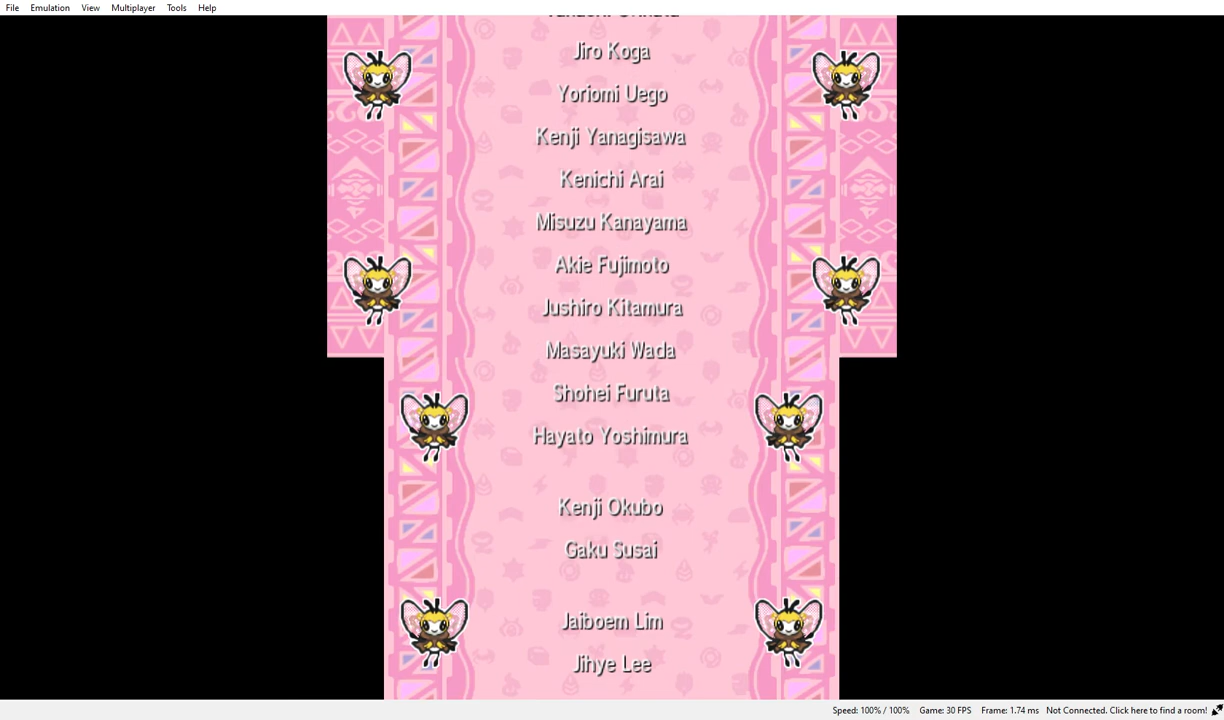 File Emulation View Multiplayer Tools Help
Jiro Koga
Yoriomi Uego
Kenji Yanagisawa
Kenichi Arai
Misuzu Kanayama
Akie Fujimoto
Jushiro Kitamura
Masayuki Wada
Shohei Furuta
Hayato Yoshimura
Kenji Okubo
Gaku Susai
Jaiboem Lim
Jihye Lee
Speed: 100% / 100% Game: 30 FPS Frame: 1.74 ms Not Connected. Click here to find a room!